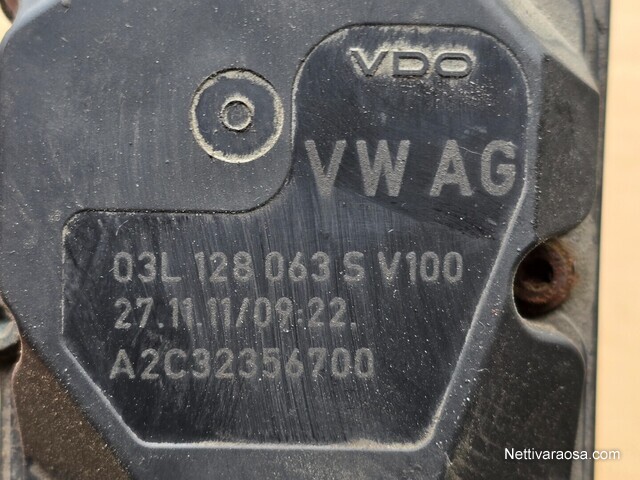 VDO
VW AG
03L 128 063 S V100
27.11.11/09:22.
A2C32356700
Nettivaraosa.com